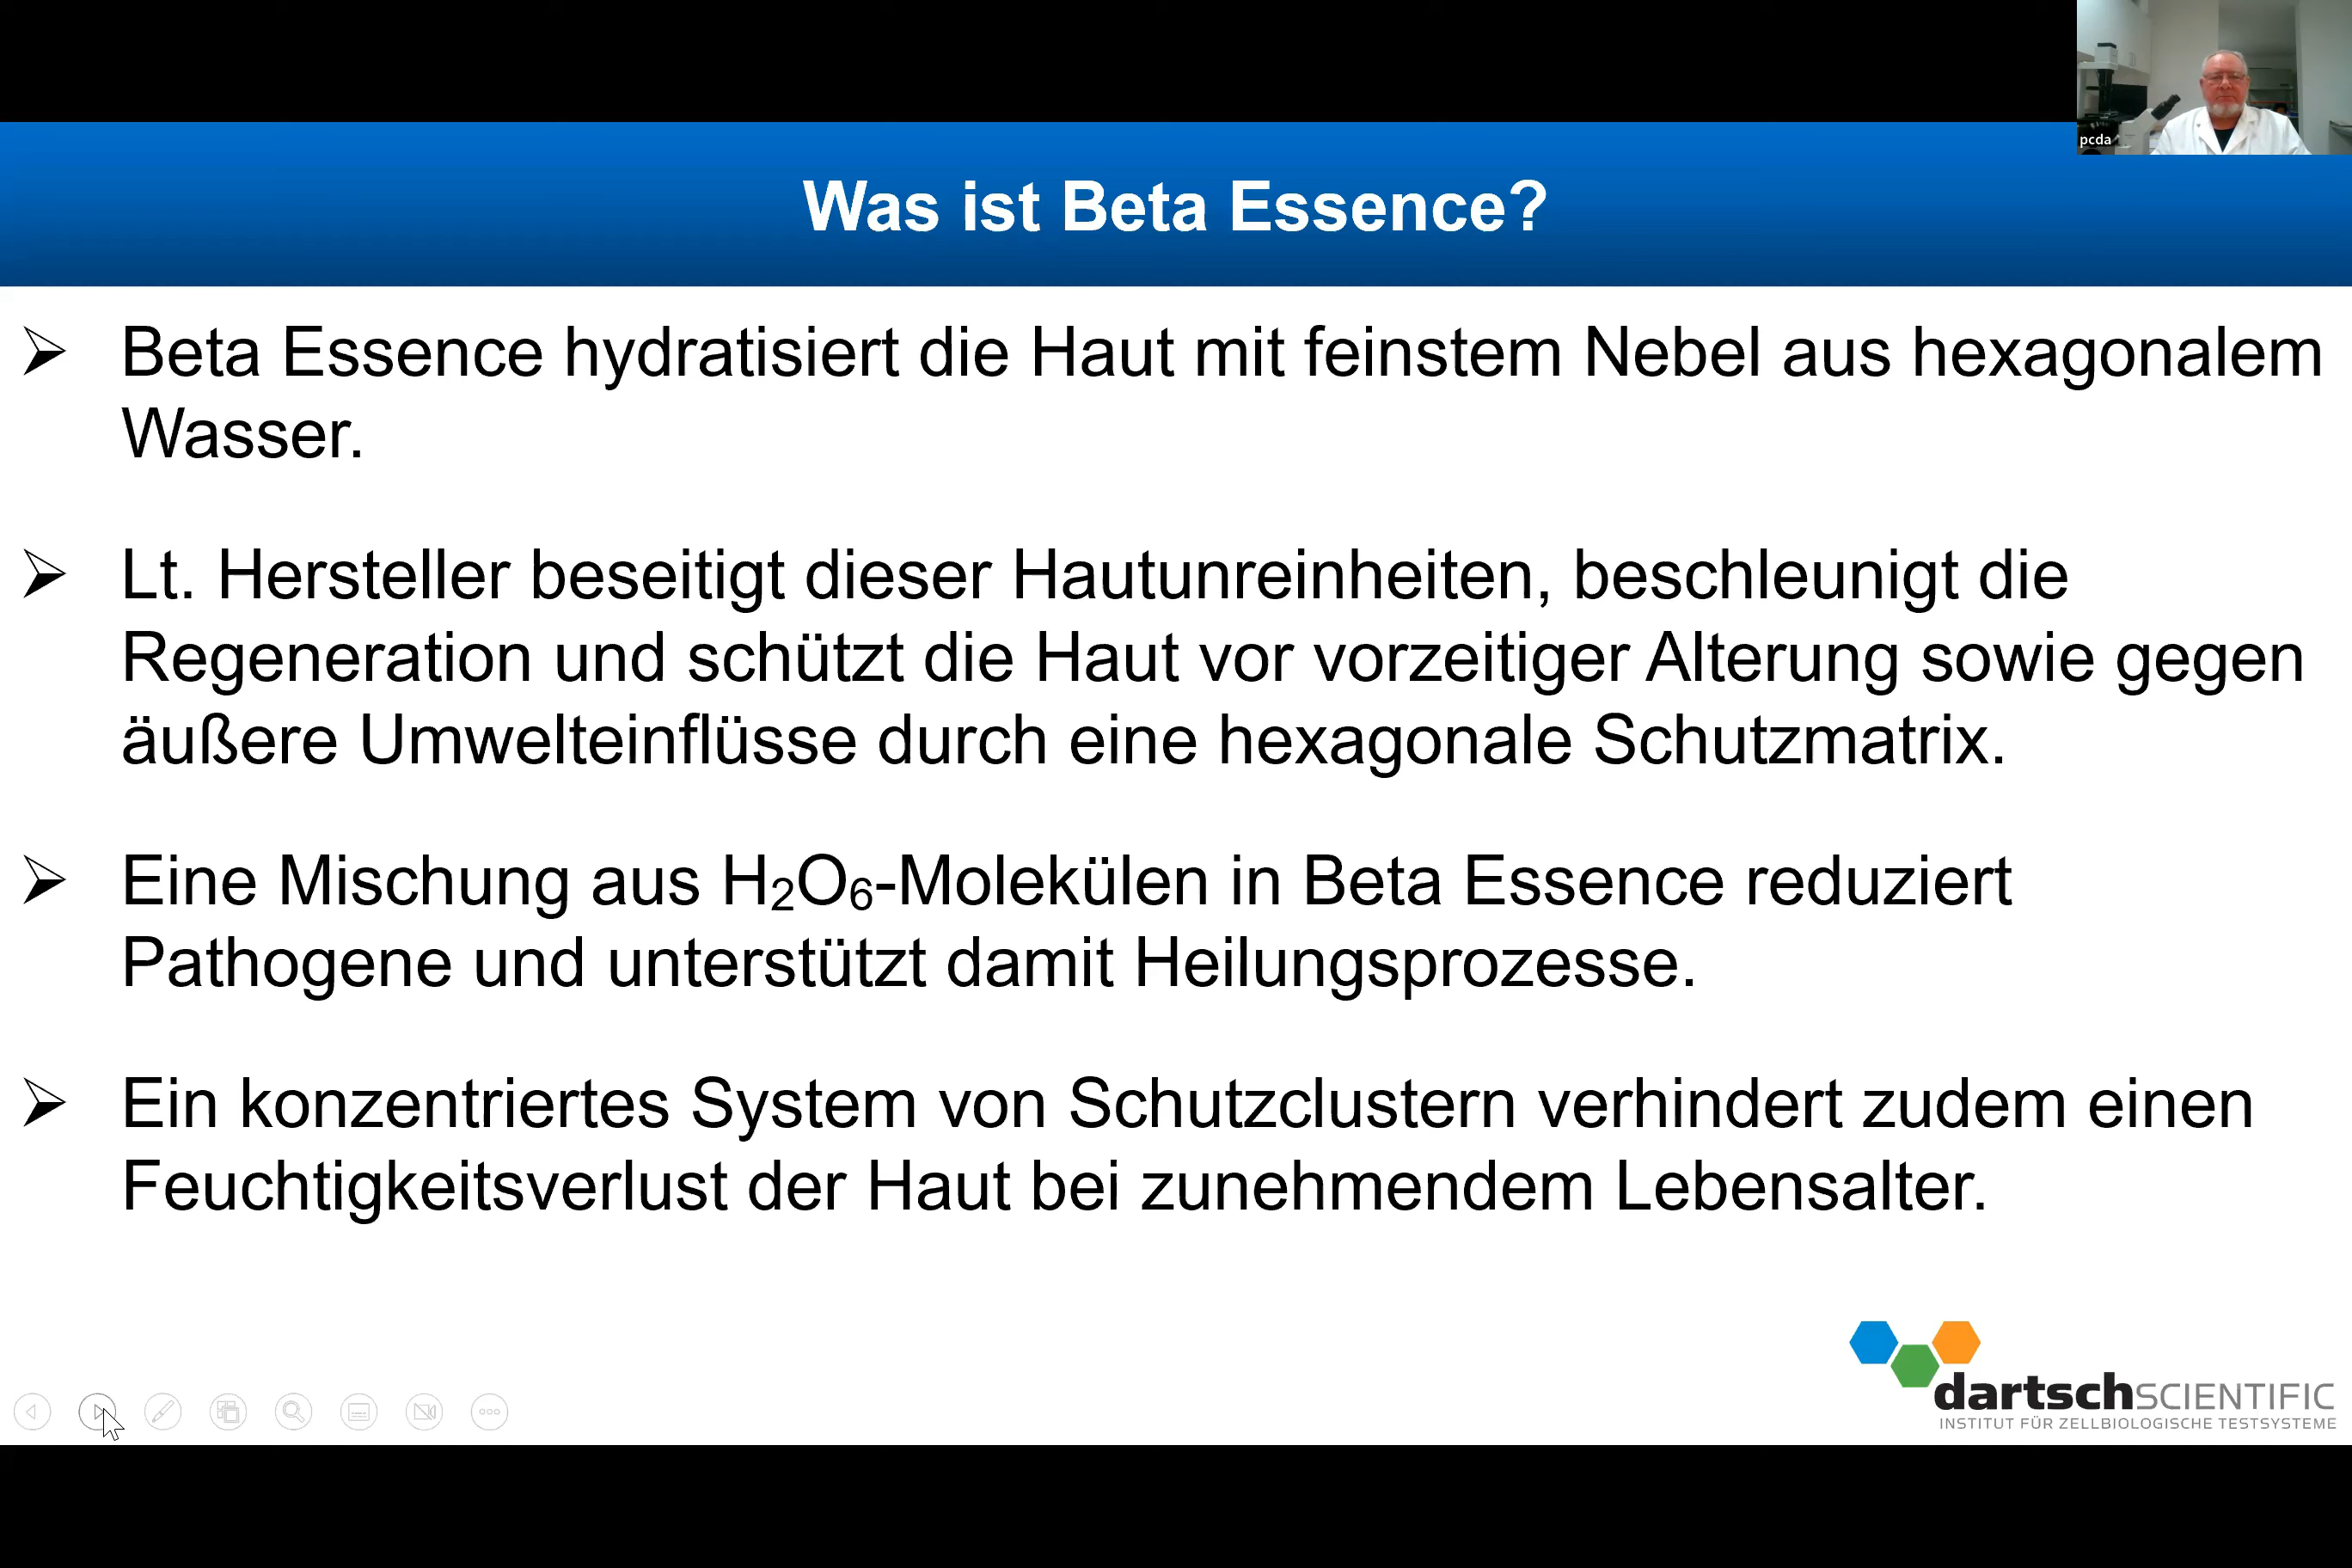 pcda
Was ist Beta Essence?
➢ Beta Essence hydratisiert die Haut mit feinstem Nebel aus hexagonalem
Wasser.
➢ Lt. Hersteller beseitigt dieser Hautunreinheiten, beschleunigt die
Regeneration und schützt die Haut vor vorzeitiger Alterung sowie gegen
äußere Umwelteinflüsse durch eine hexagonale Schutzmatrix.
➢ Eine Mischung aus H₂O₆-Molekülen in Beta Essence reduziert
Pathogene und unterstützt damit Heilungsprozesse.
➢ Ein konzentriertes System von Schutzclustern verhindert zudem einen
Feuchtigkeitsverlust der Haut bei zunehmendem Lebensalter.
dartschSCIENTIFIC
INSTITUT FÜR ZELLBIOLOGISCHE TESTSYSTEME